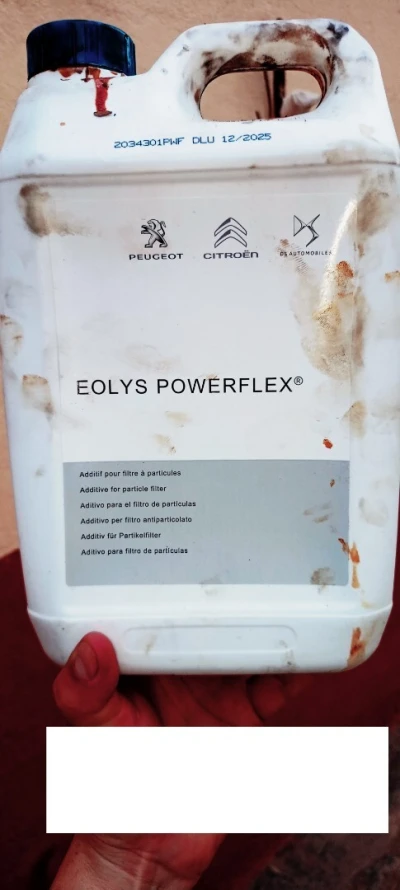 2034301PWF DLU 12/2025
PEUGEOT CITROËN DS AUTOMOBILES
EOLYS POWERFLEX®
Additif pour filtre à particules
Additive for particle filter
Aditivo para el filtro de partículas
Additivo per filtro antiparticolato
Additiv für Partikelfilter
Aditivo para filtro de partículas